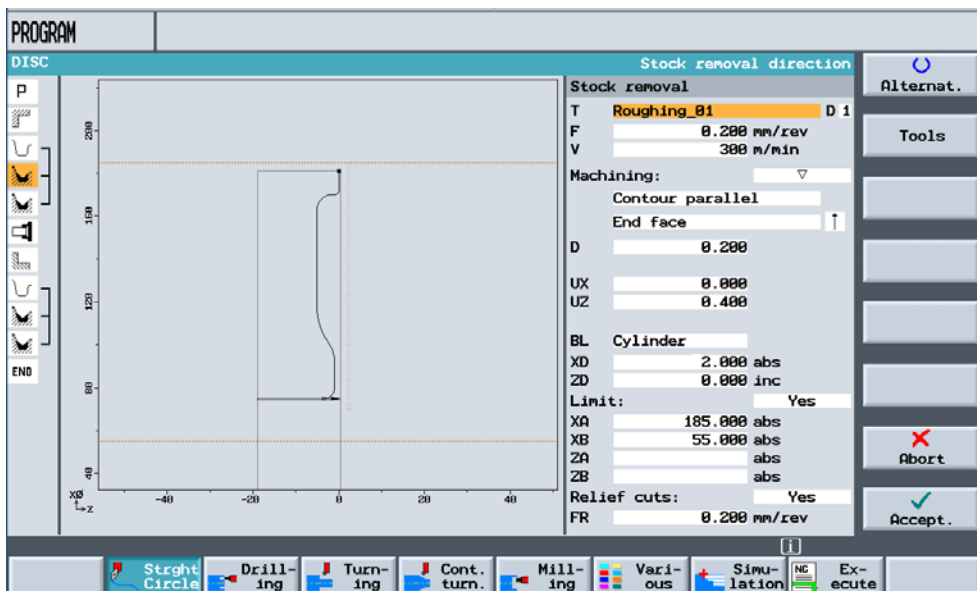 PROGRAM
DISC
Stock removal direction
Alternat.
P
Stock removal
T Roughing_01 D 1
F 0.200 mm/rev
V 300 m/min
Tools
Machining: ▽
Contour parallel
End face ↑
D 0.200
UX 0.000
UZ 0.400
BL Cylinder
XD 2.000 abs
ZD 0.000 inc
Limit: Yes
XA 185.000 abs
XB 55.000 abs
ZA abs
ZB abs
Relief cuts: Yes
FR 0.200 mm/rev
END
200
160
120
80
40
X0
Z
-40 -20 0 20 40
Abort
Accept.
i
Strght Circle
Drill- ing
Turn- ing
Cont. turn.
Mill- ing
Vari- ous
Simu- lation
NC Ex- ecute